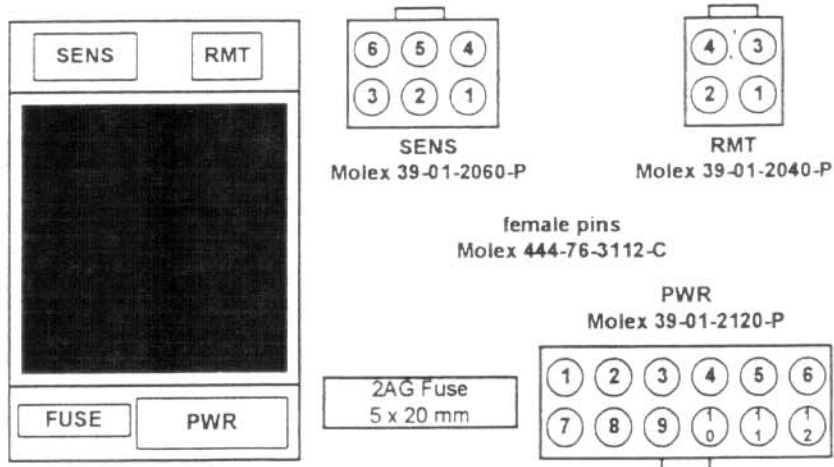 SENS
RMT
6 5 4
3 2 1
SENS
Molex 39-01-2060-P
4 3
2 1
RMT
Molex 39-01-2040-P
female pins
Molex 444-76-3112-C
PWR
Molex 39-01-2120-P
1 2 3 4 5 6
7 8 9 10 11 12
2AG Fuse
5 x 20 mm
FUSE
PWR